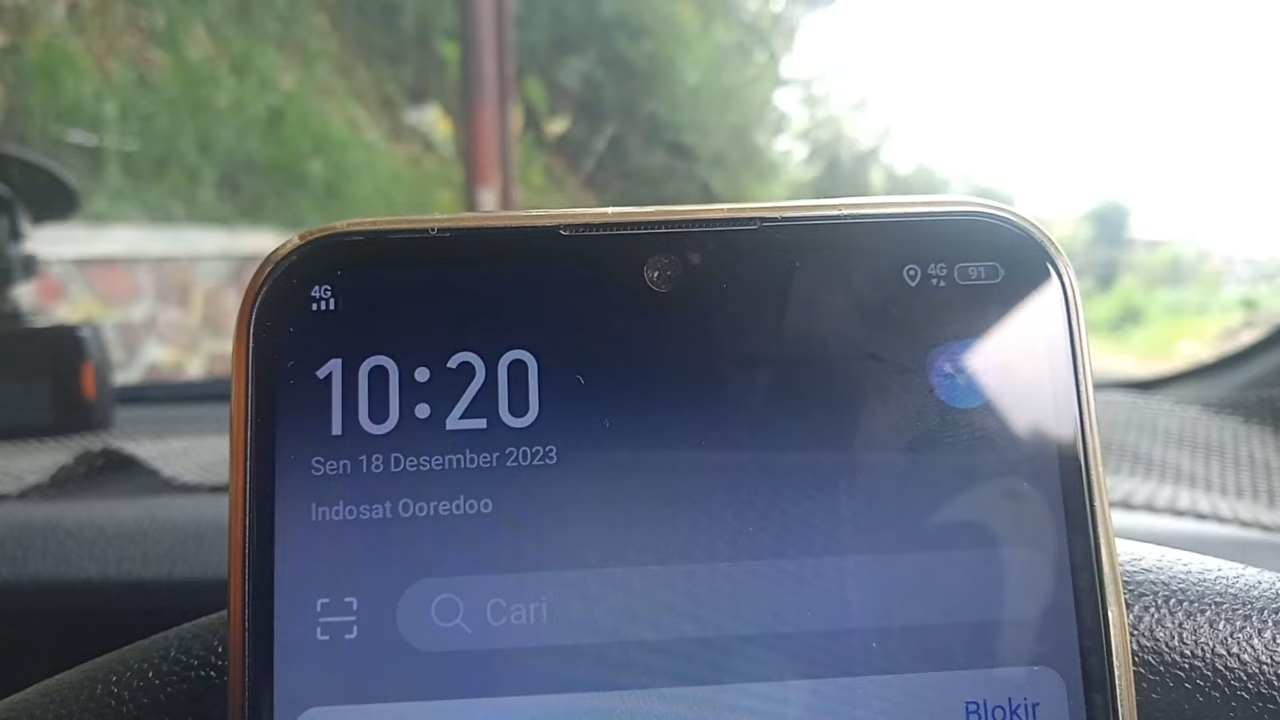 4G
4G 91
10:20
Sen 18 Desember 2023
Indosat Ooredoo
Cari
Blokir